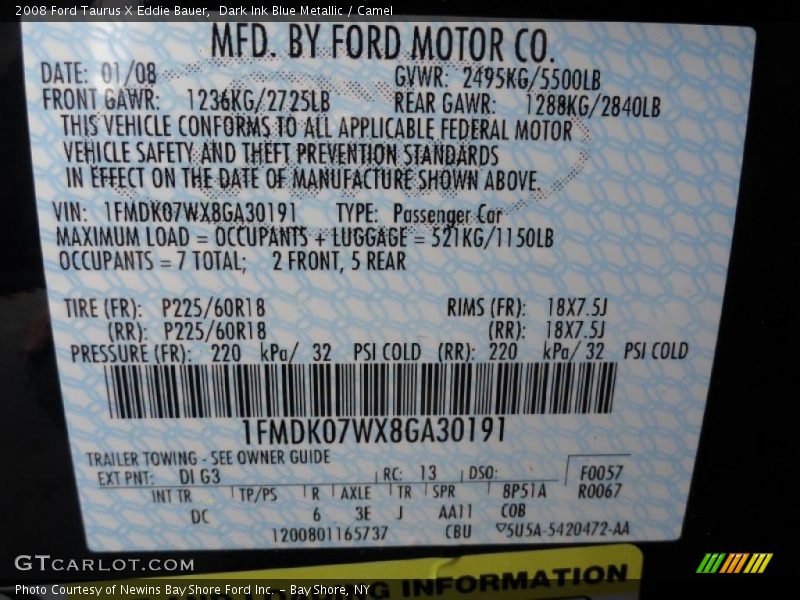 2008 Ford Taurus X Eddie Bauer, Dark Ink Blue Metallic / Camel
MFD. BY FORD MOTOR CO.
DATE: 01/08 GVWR: 2495KG/5500LB
FRONT GAWR: 1236KG/2725LB REAR GAWR: 1288KG/2840LB
THIS VEHICLE CONFORMS TO ALL APPLICABLE FEDERAL MOTOR
VEHICLE SAFETY AND THEFT PREVENTION STANDARDS
IN EFFECT ON THE DATE OF MANUFACTURE SHOWN ABOVE.
VIN: 1FMDK07WX8GA30191 TYPE: Passenger Car
MAXIMUM LOAD = OCCUPANTS + LUGGAGE = 521KG/1150LB
OCCUPANTS = 7 TOTAL; 2 FRONT, 5 REAR
TIRE (FR): P225/60R18 RIMS (FR): 18X7.5J
(RR): P225/60R18 (RR): 18X7.5J
PRESSURE (FR): 220 kPa/ 32 PSI COLD (RR): 220 kPa/ 32 PSI COLD
1FMDK07WX8GA30191
TRAILER TOWING - SEE OWNER GUIDE
EXT PNT: DI G3 RC: 13 DSO: F0057
INT TR TP/PS R AXLE TR SPR 8P51A R0067
DC 6 3E J AA11 C0B
1200801165737 CBU 5U5A-5420472-AA
AND LOADING INFORMATION
GTCARLOT.COM
Photo Courtesy of Newins Bay Shore Ford Inc. - Bay Shore, NY